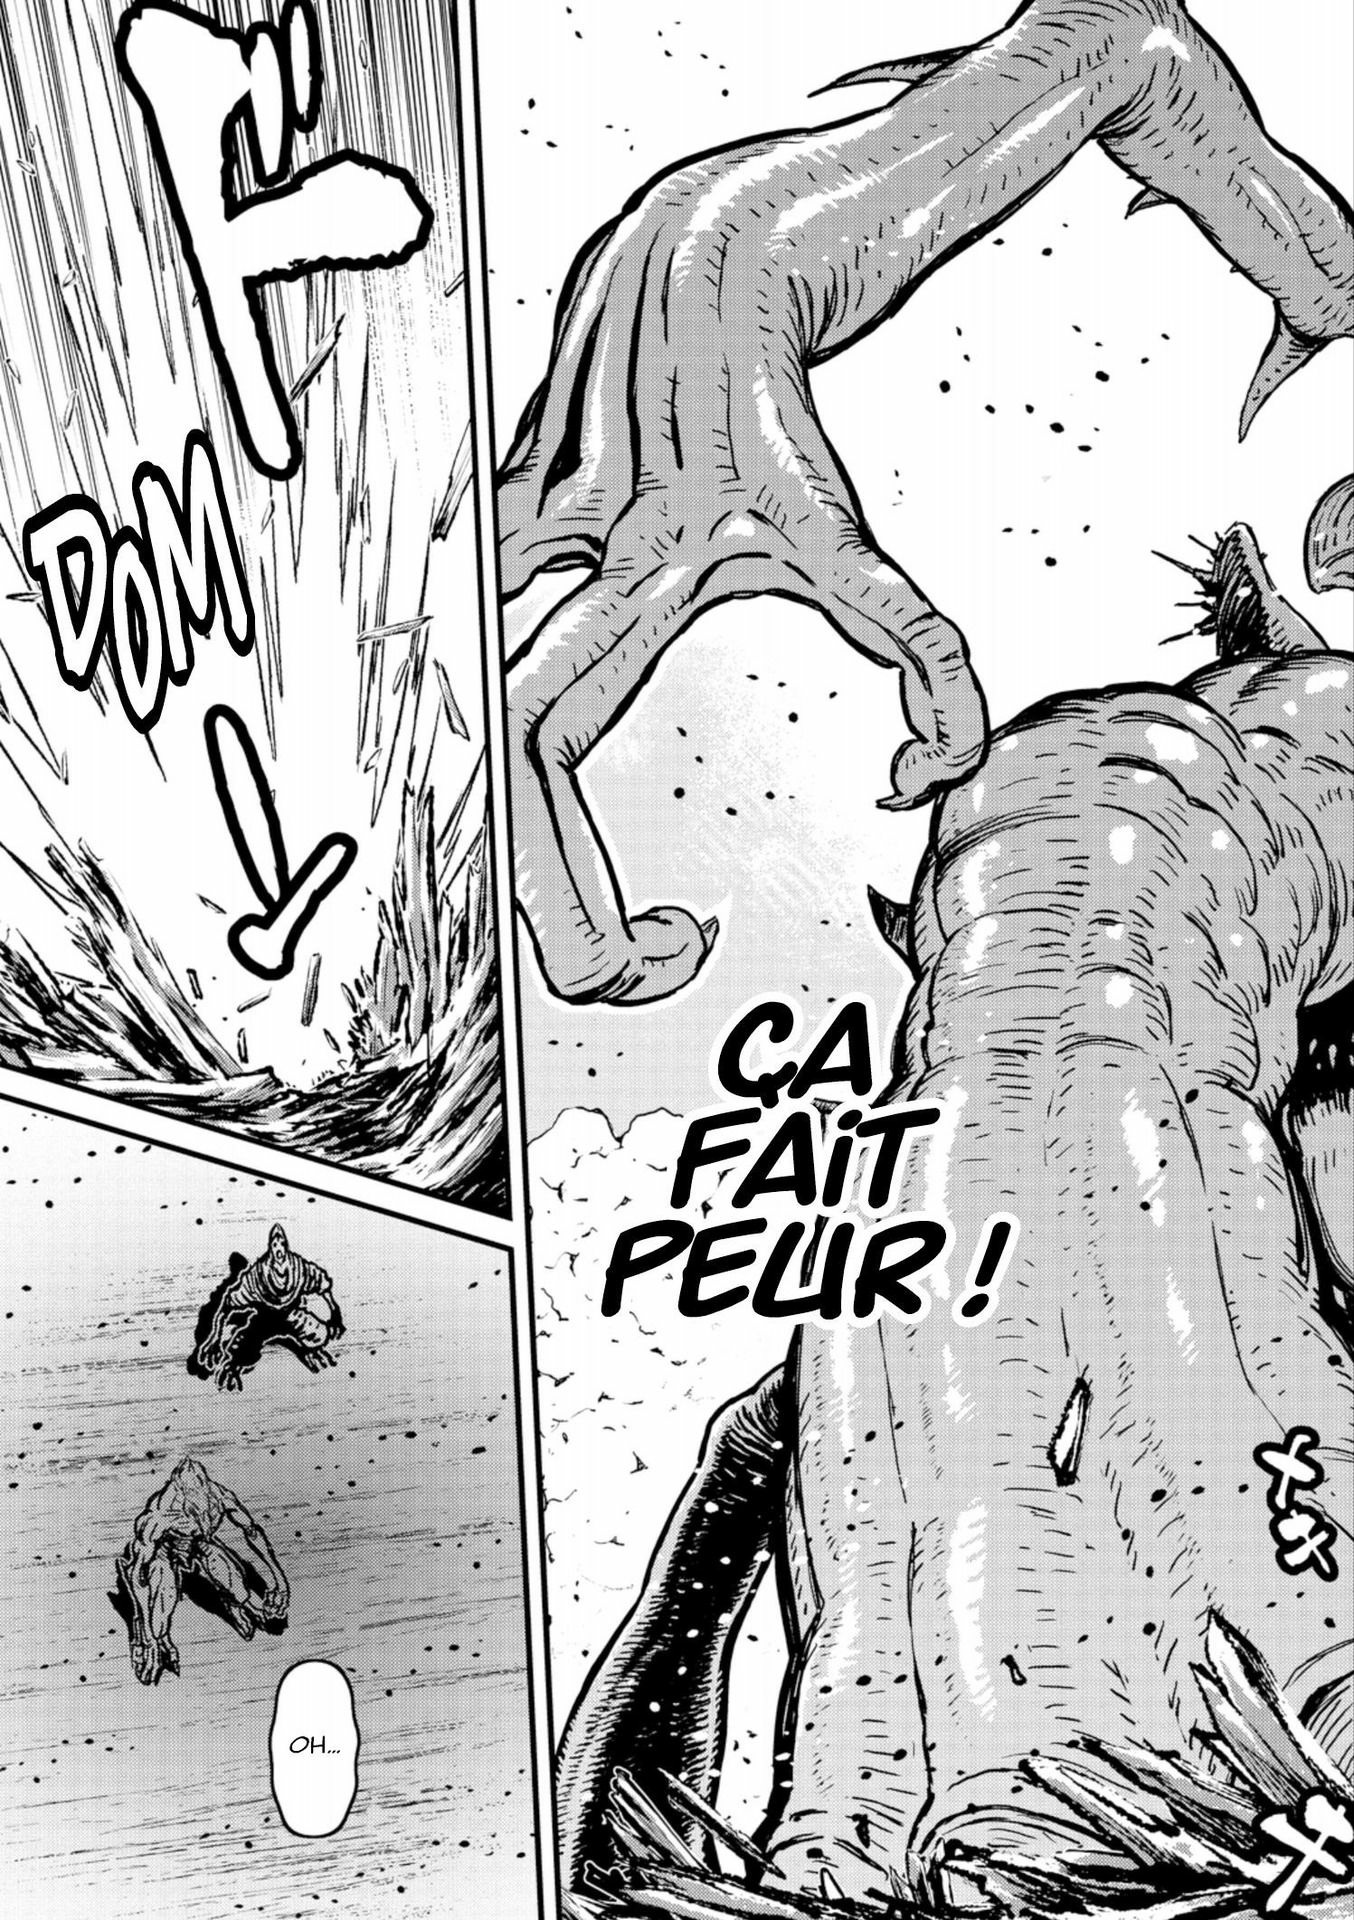 ÇA
FAIT
PEUR !
ド
DOM
OH...